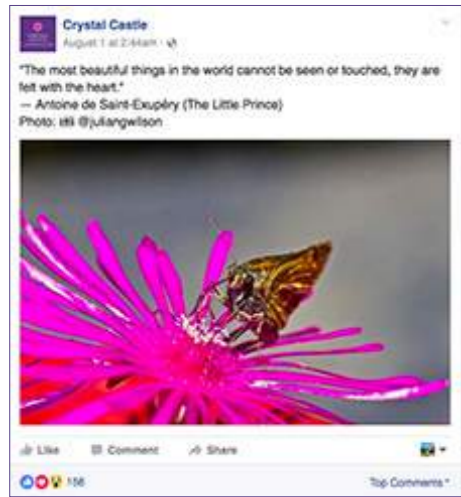 Crystal Castle
August 1 at 2:44am
"The most beautiful things in the world cannot be seen or touched, they are
felt with the heart."
— Antoine de Saint-Exupéry (The Little Prince)
Photo: @juliangwilson
Like Comment Share
156
Top Comments